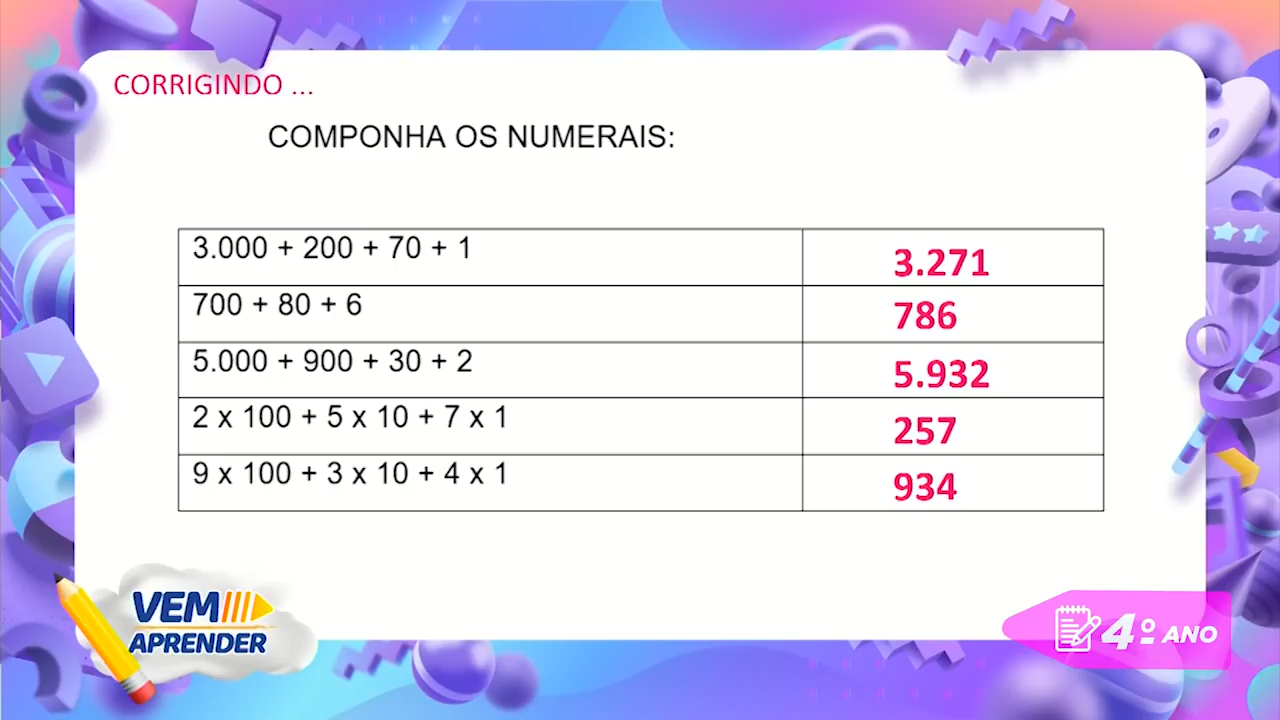 CORRIGINDO ...
COMPONHA OS NUMERAIS:
3.000 + 200 + 70 + 1 3.271
700 + 80 + 6 786
5.000 + 900 + 30 + 2 5.932
2 x 100 + 5 x 10 + 7 x 1 257
9 x 100 + 3 x 10 + 4 x 1 934
VEM
APRENDER
4º ANO